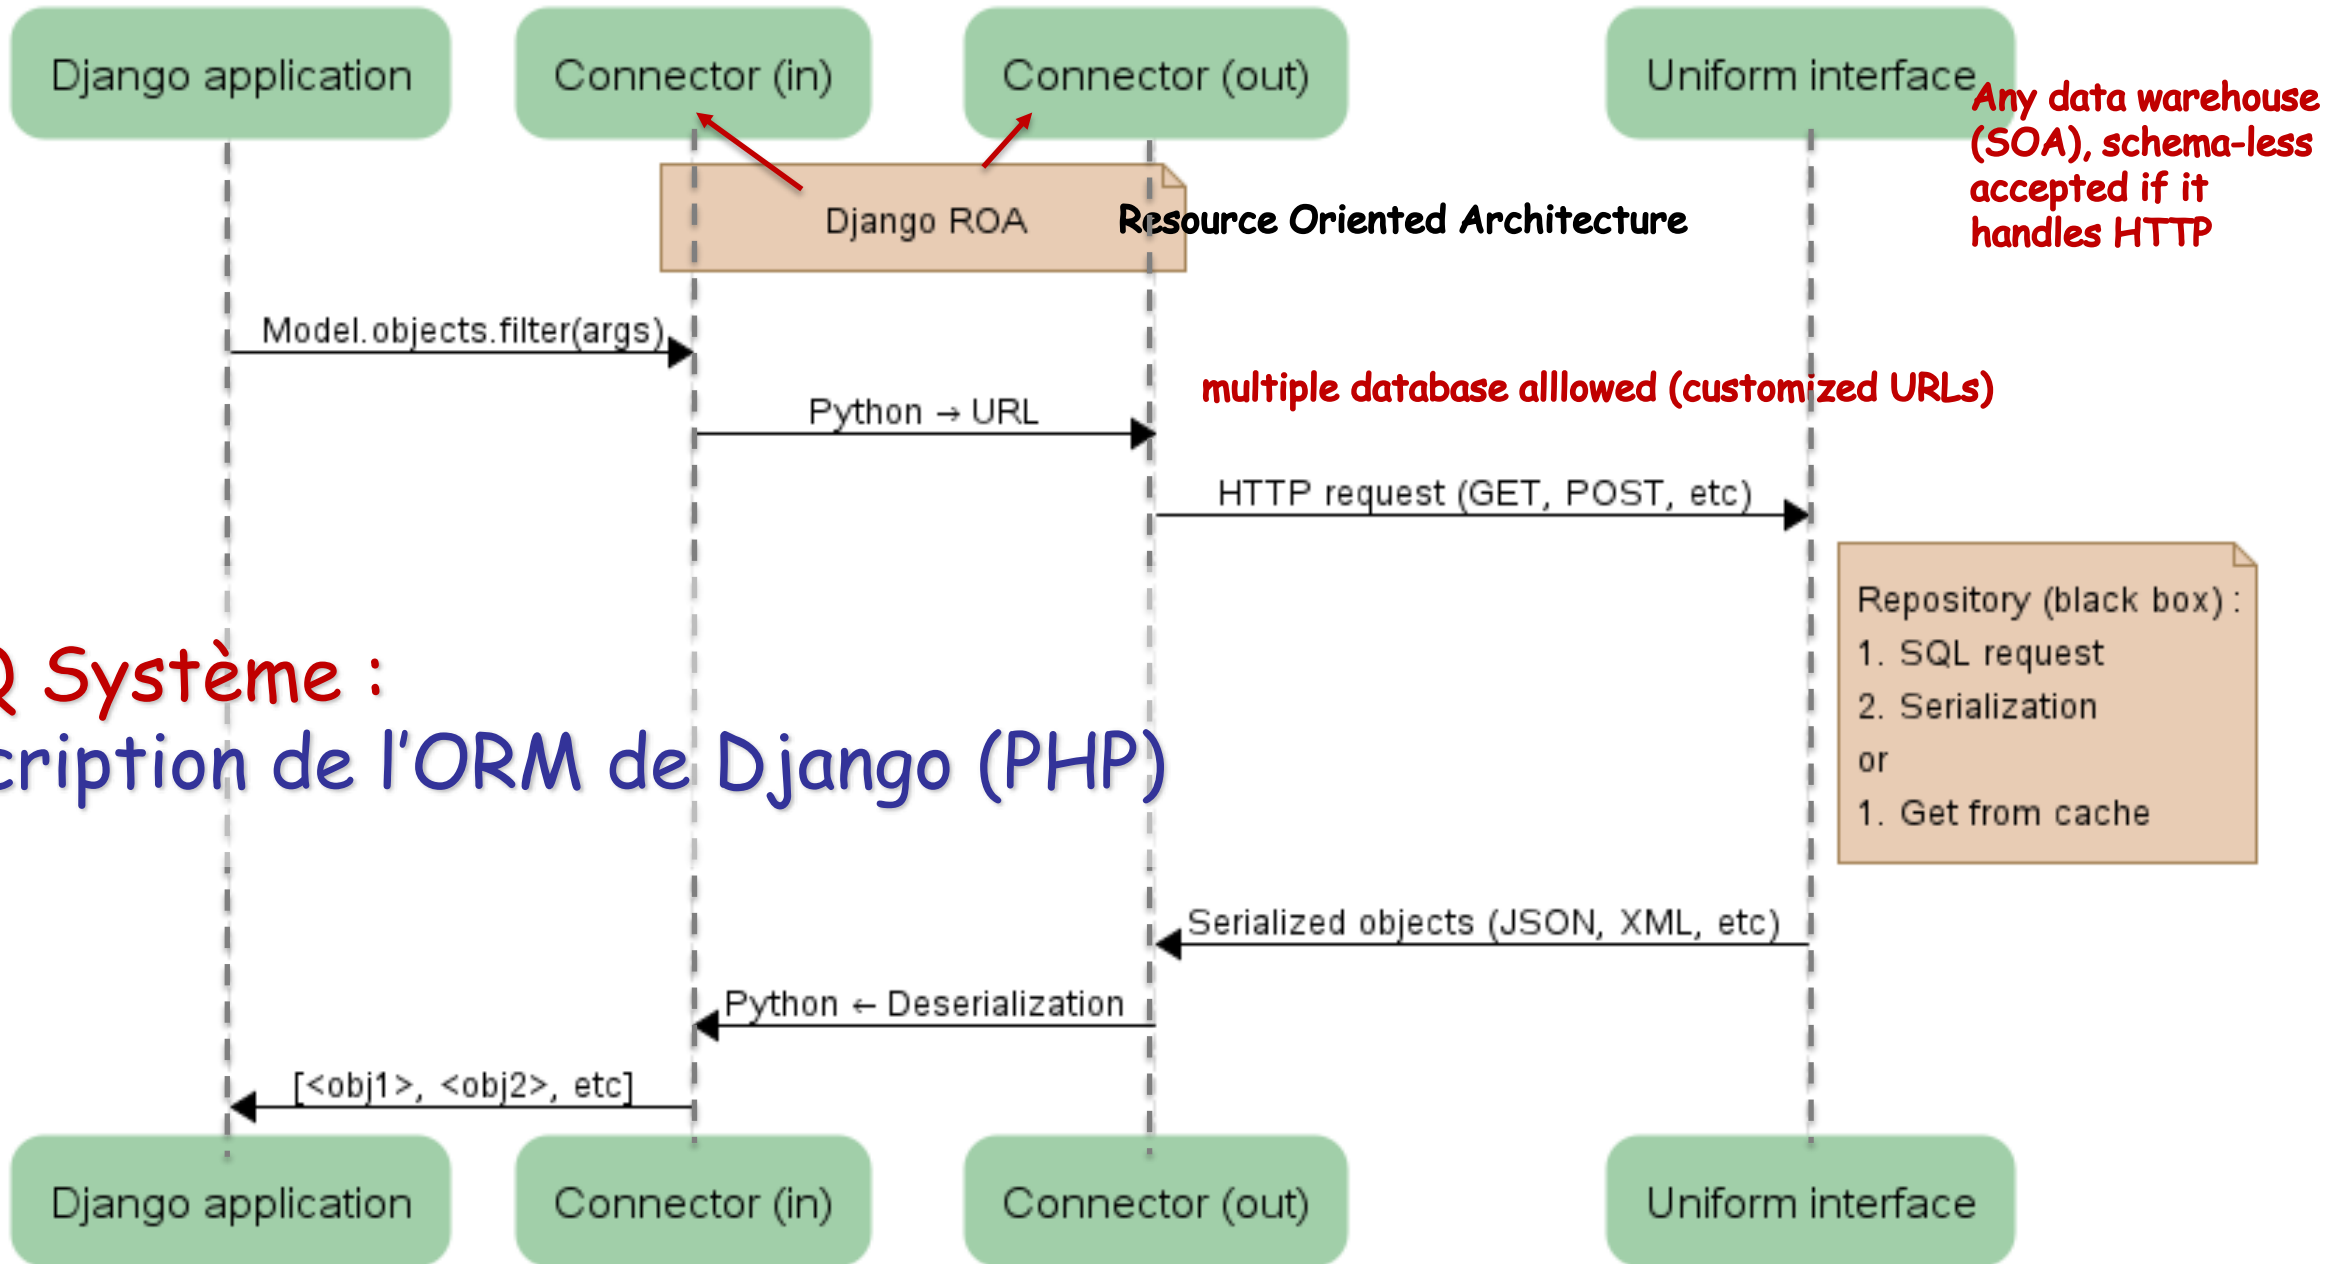 Django application
Connector (in)
Connector (out)
Uniform interface
Any data warehouse
(SOA), schema-less
accepted if it
handles HTTP
Django ROA
Resource Oriented Architecture
Model.objects.filter(args)
multiple database alllowed (customized URLs)
Python → URL
HTTP request (GET, POST, etc)
Repository (black box) :
1. SQL request
2. Serialization
or
1. Get from cache
Q Système :
cription de l'ORM de Django (PHP)
Serialized objects (JSON, XML, etc)
Python ← Deserialization
[<obj1>, <obj2>, etc]
Django application
Connector (in)
Connector (out)
Uniform interface